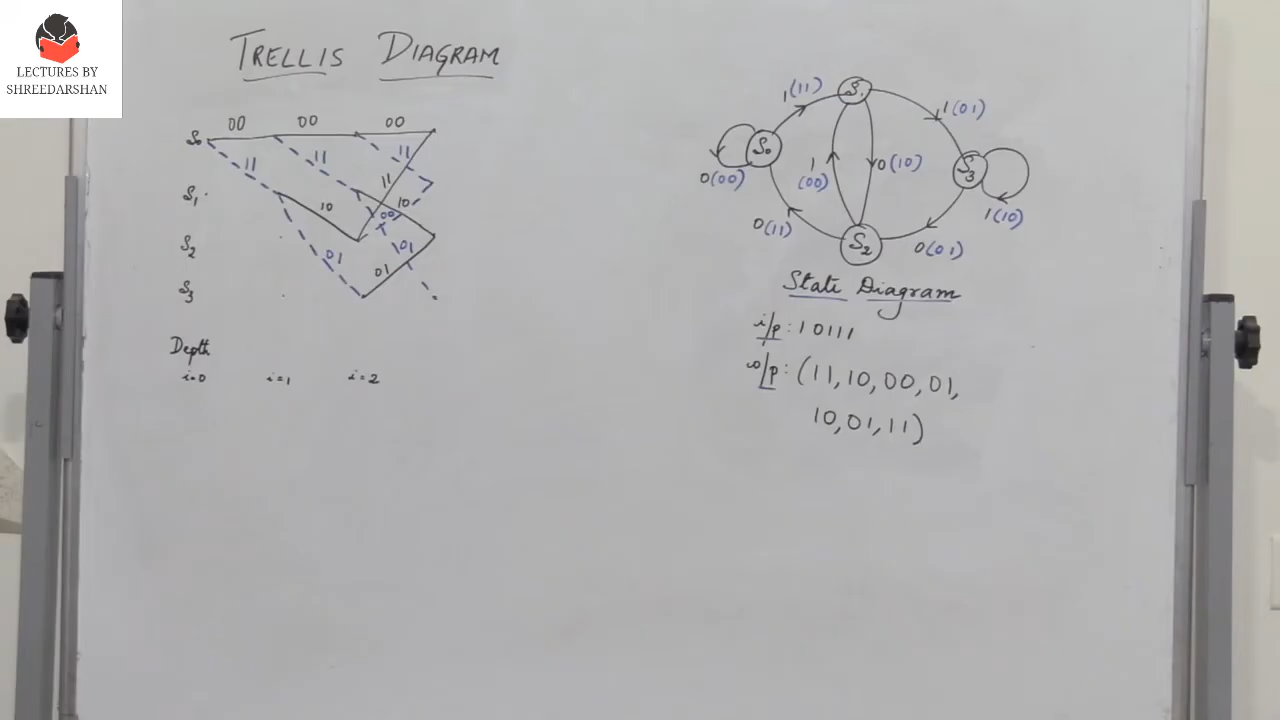 LECTURES BY
SHREEDARSHAN
TRELLIS DIAGRAM
00 00 00
S0
11 11 11
11
S1
10 10
00
S2
01 01
01
S3
Depth
i=0 i=1 i=2
1(11) S1 1(01)
S0 S3
0(00) 1(00) 0(10) 1(10)
0(11) S2 0(01)
State Diagram
i/p: 10111
o/p: (11, 10, 00, 01,
10, 01, 11)